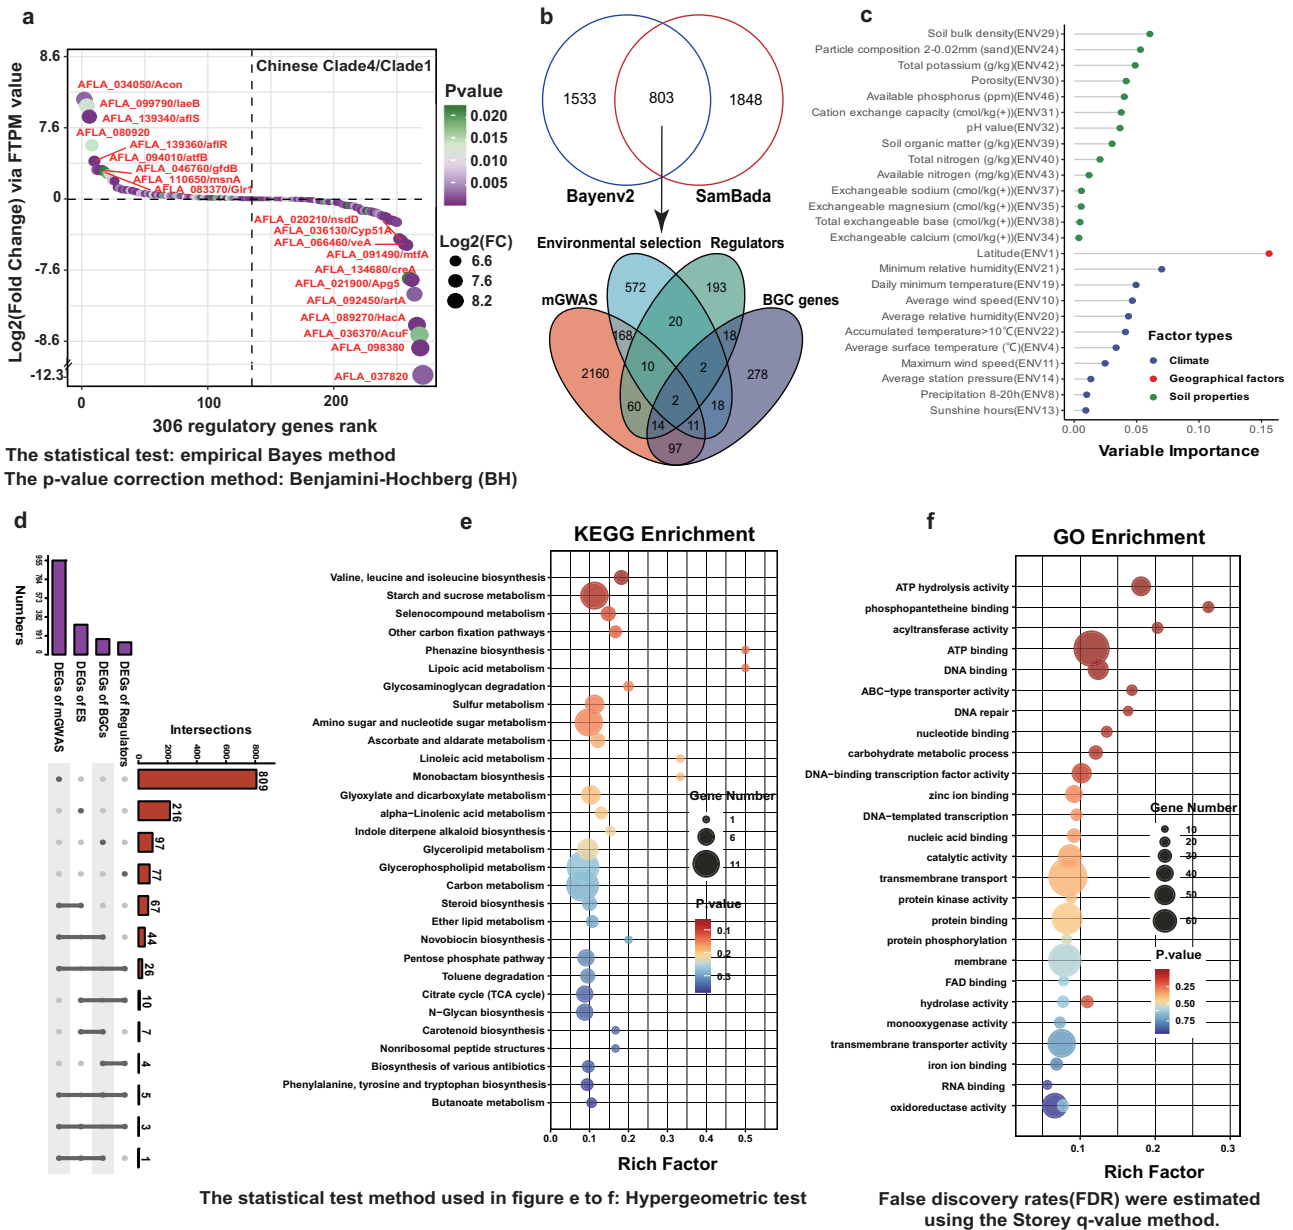 a
Chinese Clade4/Clade1
Log2(Fold Change) via FTPM value
8.6
7.6
0
-7.6
-8.6
-12.3
AFLA_034050/Acon
AFLA_099790/laeB
AFLA_139340/aflS
AFLA_080920
AFLA_139360/aflR
AFLA_094010/atfB
AFLA_046760/gfdB
AFLA_110650/msnA
AFLA_083370/Glr1
AFLA_020210/nsdD
AFLA_036130/Cyp51A
AFLA_066460/veA
AFLA_091490/mtfA
AFLA_134680/creA
AFLA_021900/Apg5
AFLA_092450/artA
AFLA_089270/HacA
AFLA_036370/AcuF
AFLA_098380
AFLA_037820
0
100
200
306 regulatory genes rank
Pvalue
0.020
0.015
0.010
0.005
Log2(FC)
6.6
7.6
8.2
The statistical test: empirical Bayes method
The p-value correction method: Benjamini-Hochberg (BH)
b
1533
803
1848
Bayenv2
SamBada
Environmental selection
Regulators
mGWAS
BGC genes
572
193
20
168
18
2160
10
2
278
60
2
18
14
11
97
c
Soil bulk density(ENV29)
Particle composition 2-0.02mm (sand)(ENV24)
Total potassium (g/kg)(ENV42)
Porosity(ENV30)
Available phosphorus (ppm)(ENV46)
Cation exchange capacity (cmol/kg(+))(ENV31)
pH value(ENV32)
Soil organic matter (g/kg)(ENV39)
Total nitrogen (g/kg)(ENV40)
Available nitrogen (mg/kg)(ENV43)
Exchangeable sodium (cmol/kg(+))(ENV37)
Exchangeable magnesium (cmol/kg(+))(ENV35)
Total exchangeable base (cmol/kg(+))(ENV38)
Exchangeable calcium (cmol/kg(+))(ENV34)
Latitude(ENV1)
Minimum relative humidity(ENV21)
Daily minimum temperature(ENV19)
Average wind speed(ENV10)
Average relative humidity(ENV20)
Accumulated temperature>10℃(ENV22)
Average surface temperature (℃)(ENV4)
Maximum wind speed(ENV11)
Average station pressure(ENV14)
Precipitation 8-20h(ENV8)
Sunshine hours(ENV13)
0.00
0.05
0.10
0.15
Variable Importance
Factor types
Climate
Geographical factors
Soil properties
d
Numbers
955
764
573
382
191
0
DEGs of mGWAS
DEGs of ES
DEGs of BGCs
DEGs of Regulators
Intersections
0
200
400
600
800
809
216
97
77
67
44
26
10
7
4
5
3
1
e
KEGG Enrichment
Valine, leucine and isoleucine biosynthesis
Starch and sucrose metabolism
Selenocompound metabolism
Other carbon fixation pathways
Phenazine biosynthesis
Lipoic acid metabolism
Glycosaminoglycan degradation
Sulfur metabolism
Amino sugar and nucleotide sugar metabolism
Ascorbate and aldarate metabolism
Linoleic acid metabolism
Monobactam biosynthesis
Glyoxylate and dicarboxylate metabolism
alpha−Linolenic acid metabolism
Indole diterpene alkaloid biosynthesis
Glycerolipid metabolism
Glycerophospholipid metabolism
Carbon metabolism
Steroid biosynthesis
Ether lipid metabolism
Novobiocin biosynthesis
Pentose phosphate pathway
Toluene degradation
Citrate cycle (TCA cycle)
N−Glycan biosynthesis
Carotenoid biosynthesis
Nonribosomal peptide structures
Biosynthesis of various antibiotics
Phenylalanine, tyrosine and tryptophan biosynthesis
Butanoate metabolism
0.0
0.1
0.2
0.3
0.4
0.5
Rich Factor
Gene Number
1
6
11
P.value
0.1
0.2
0.3
The statistical test method used in figure e to f: Hypergeometric test
f
GO Enrichment
ATP hydrolysis activity
phosphopantetheine binding
acyltransferase activity
ATP binding
DNA binding
ABC−type transporter activity
DNA repair
nucleotide binding
carbohydrate metabolic process
DNA−binding transcription factor activity
zinc ion binding
DNA−templated transcription
nucleic acid binding
catalytic activity
transmembrane transport
protein kinase activity
protein binding
protein phosphorylation
membrane
FAD binding
hydrolase activity
monooxygenase activity
transmembrane transporter activity
iron ion binding
RNA binding
oxidoreductase activity
0.1
0.2
0.3
Rich Factor
Gene Number
10
20
30
40
50
60
P.value
0.25
0.50
0.75
False discovery rates(FDR) were estimated
using the Storey q-value method.